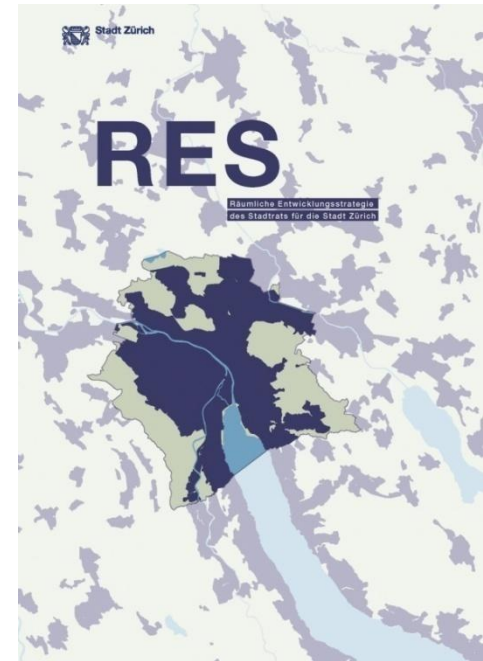 Stadt Zürich
RES
Räumliche Entwicklungsstrategie
des Stadtrats für die Stadt Zürich